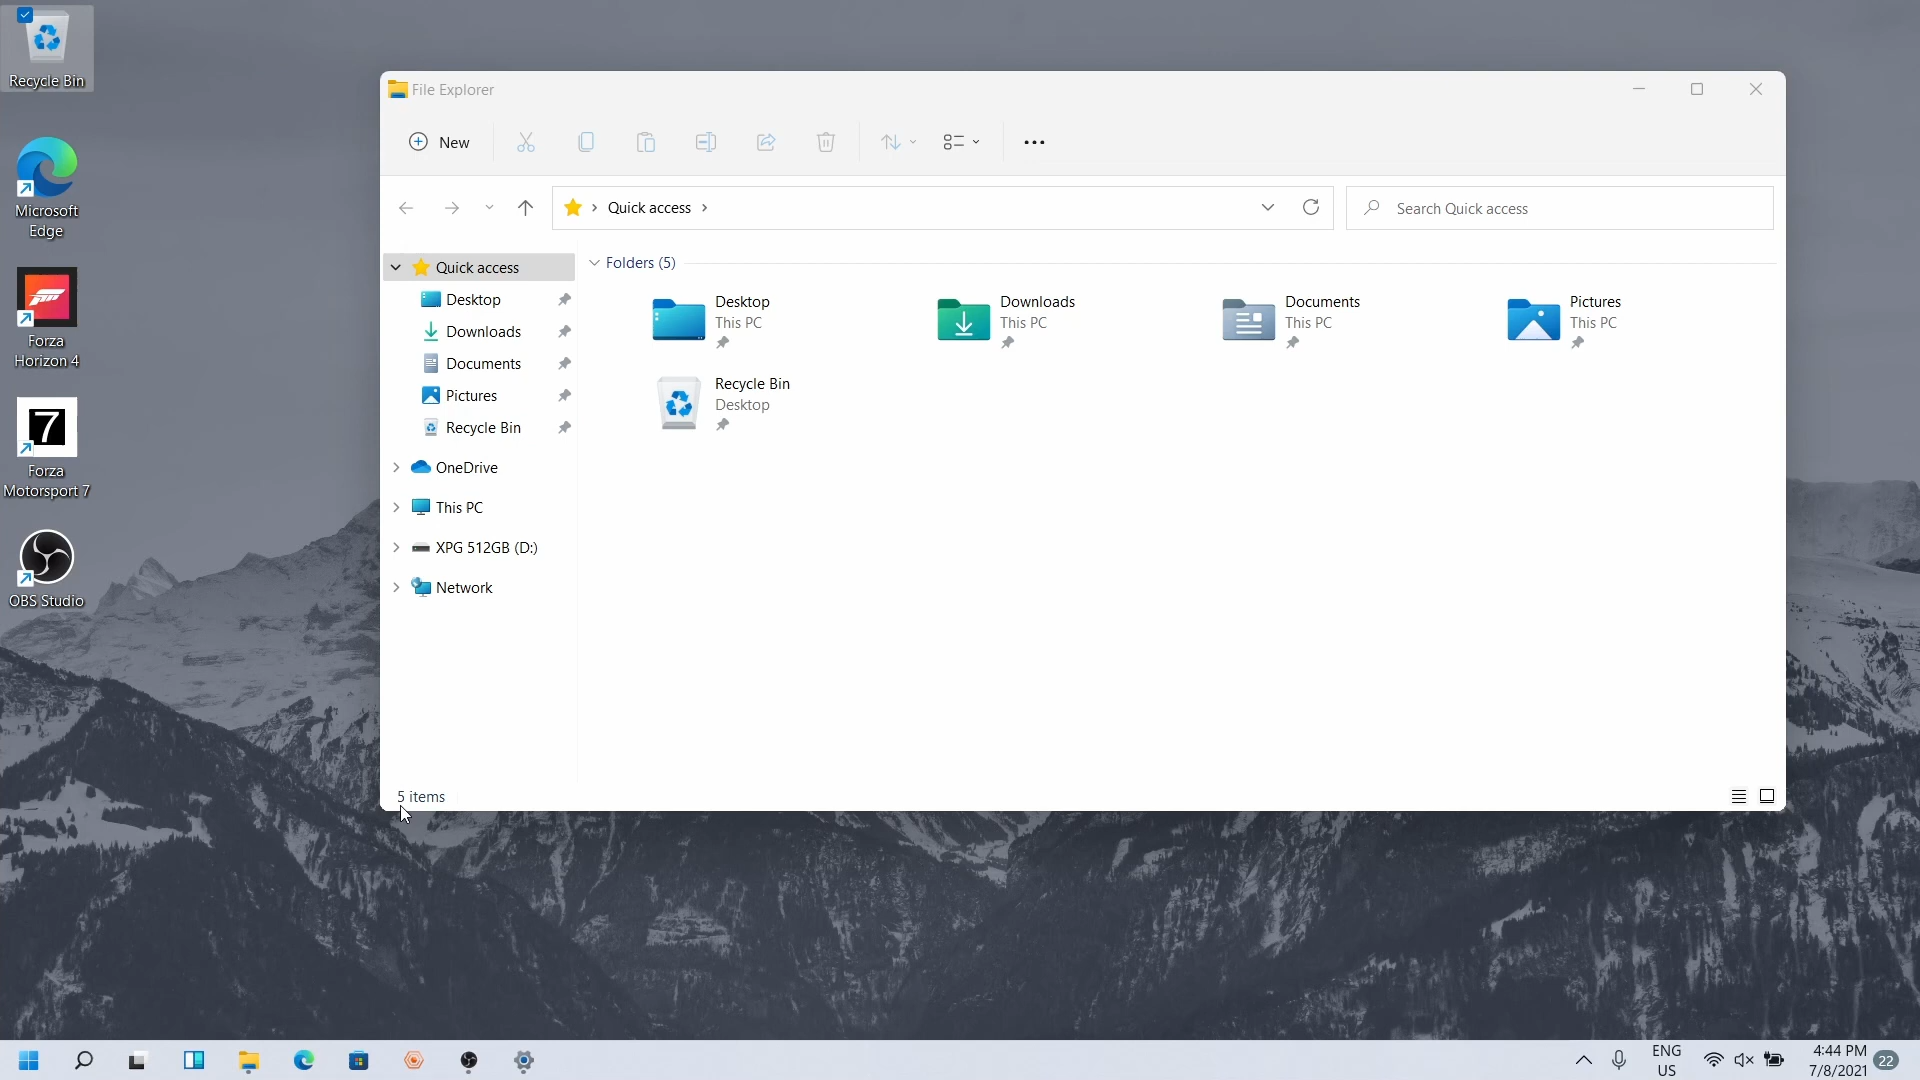 Recycle Bin
Microsoft
Edge
Forza
Horizon 4
7
Forza
Motorsport 7
OBS Studio
File Explorer
New
Quick access
Search Quick access
Quick access
Desktop
Downloads
Documents
Pictures
Recycle Bin
OneDrive
This PC
XPG 512GB (D:)
Network
Folders (5)
Desktop
This PC
Downloads
This PC
Documents
This PC
Pictures
This PC
Recycle Bin
Desktop
5 items
ENG
US
4:44 PM
7/8/2021
22